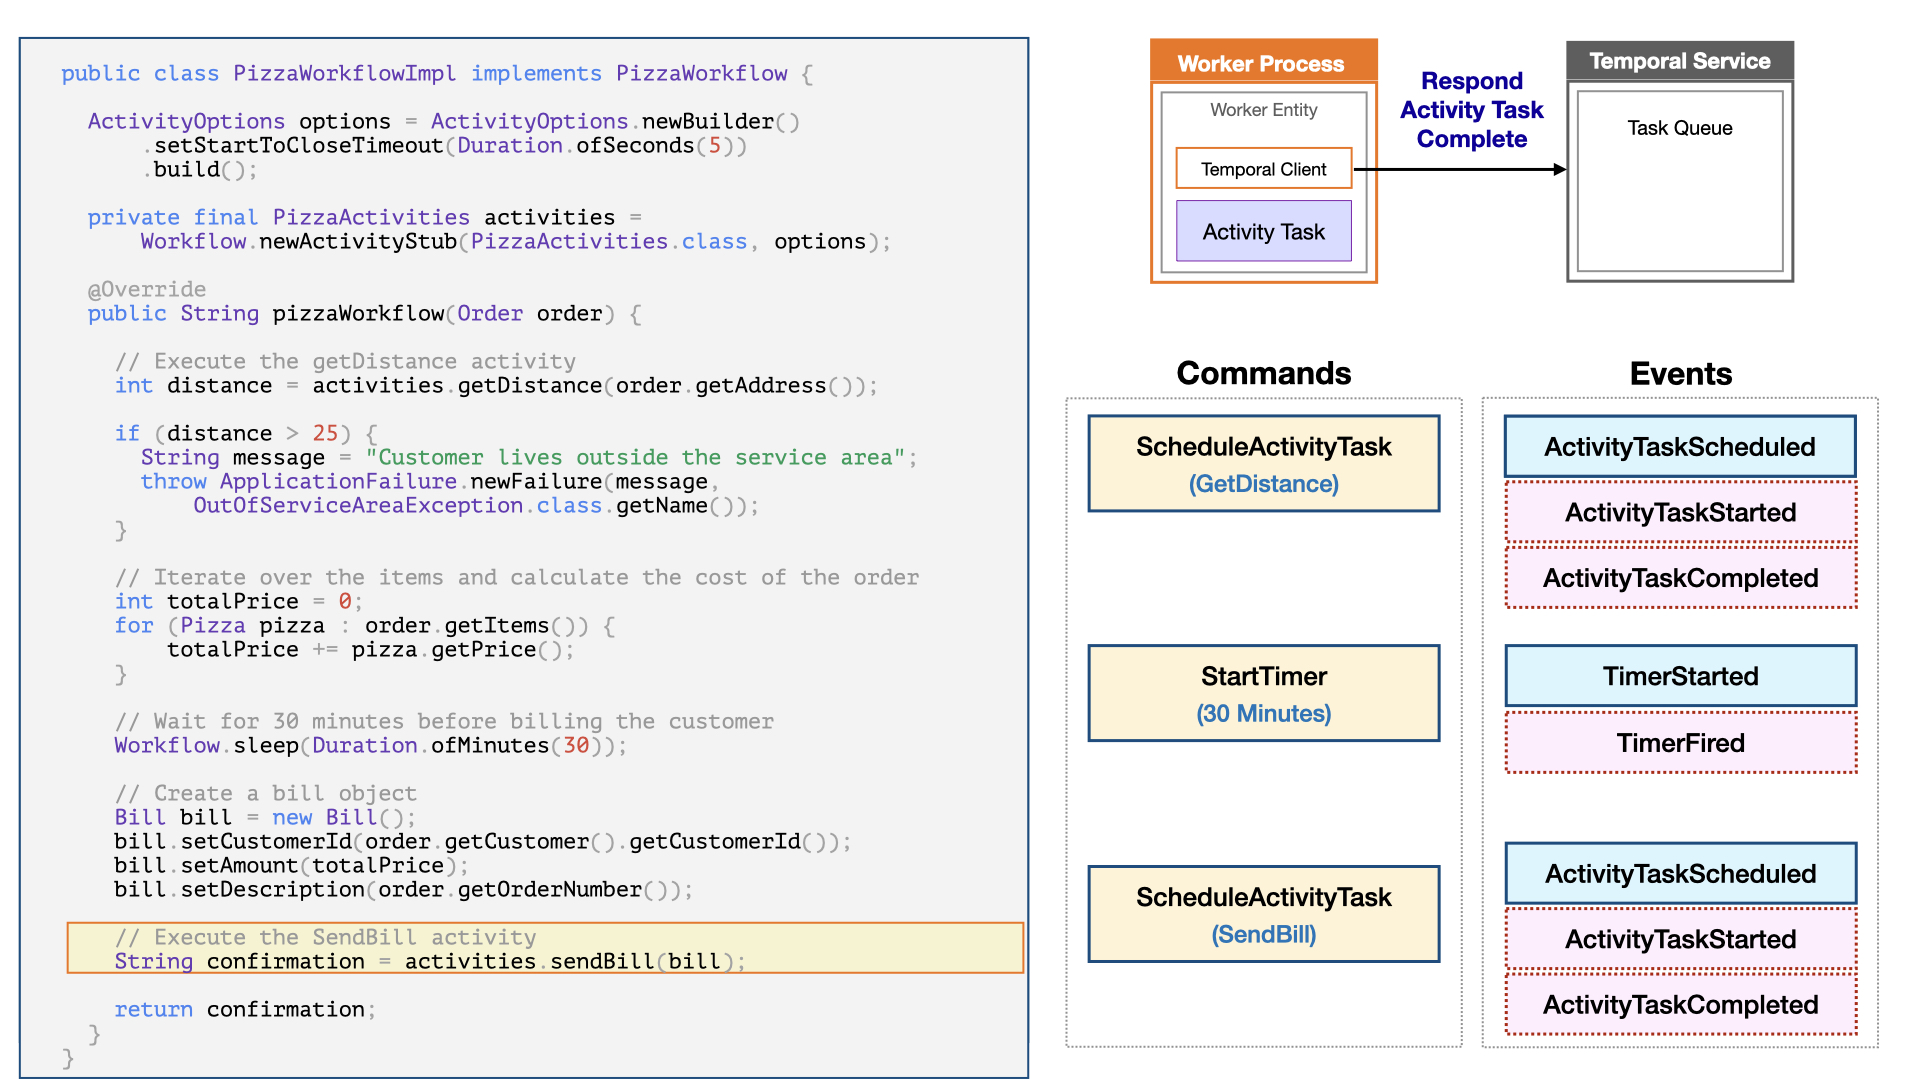 public class PizzaWorkflowImpl implements PizzaWorkflow {
ActivityOptions options = ActivityOptions.newBuilder()
.setStartToCloseTimeout(Duration.ofSeconds(5))
.build();
private final PizzaActivities activities =
Workflow.newActivityStub(PizzaActivities.class, options);
@Override
public String pizzaWorkflow(Order order) {
// Execute the getDistance activity
int distance = activities.getDistance(order.getAddress());
if (distance > 25) {
String message = "Customer lives outside the service area";
throw ApplicationFailure.newFailure(message,
OutOfServiceAreaException.class.getName());
}
// Iterate over the items and calculate the cost of the order
int totalPrice = 0;
for (Pizza pizza : order.getItems()) {
totalPrice += pizza.getPrice();
}
// Wait for 30 minutes before billing the customer
Workflow.sleep(Duration.ofMinutes(30));
// Create a bill object
Bill bill = new Bill();
bill.setCustomerId(order.getCustomer().getCustomerId());
bill.setAmount(totalPrice);
bill.setDescription(order.getOrderNumber());
// Execute the SendBill activity
String confirmation = activities.sendBill(bill);
return confirmation;
}
}
Worker Process
Worker Entity
Temporal Client
Activity Task
Respond
Activity Task
Complete
Temporal Service
Task Queue
Commands
ScheduleActivityTask
(GetDistance)
StartTimer
(30 Minutes)
ScheduleActivityTask
(SendBill)
Events
ActivityTaskScheduled
ActivityTaskStarted
ActivityTaskCompleted
TimerStarted
TimerFired
ActivityTaskScheduled
ActivityTaskStarted
ActivityTaskCompleted